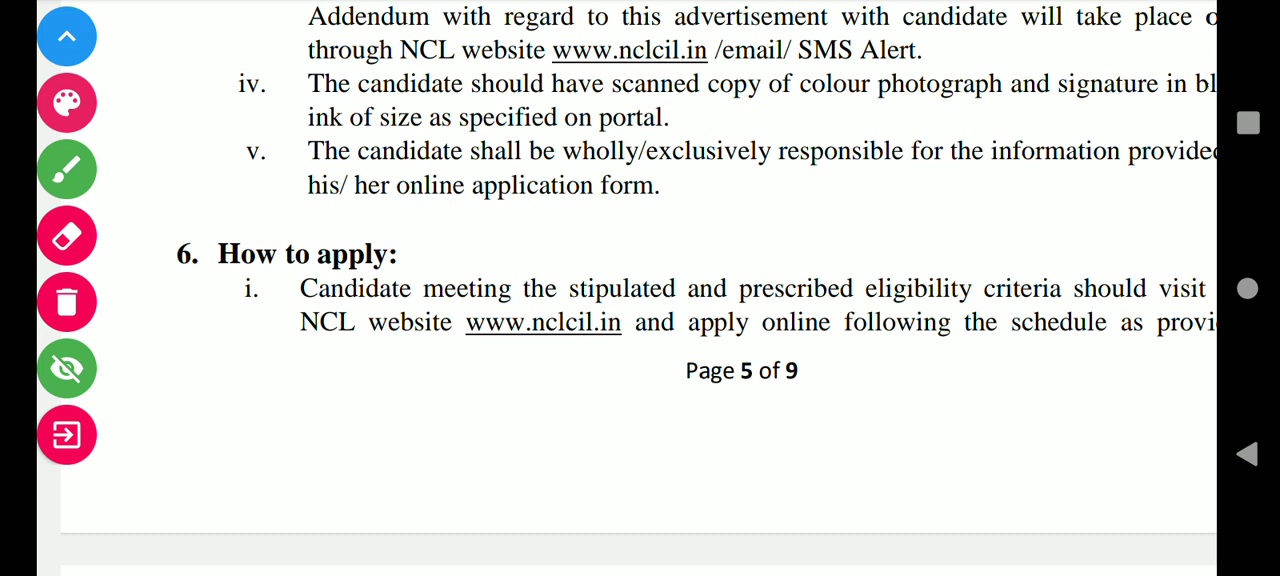 Addendum with regard to this advertisement with candidate will take place
through NCL website www.nclcil.in /email/ SMS Alert.
iv. The candidate should have scanned copy of colour photograph and signature in
ink of size as specified on portal.
v. The candidate shall be wholly/exclusively responsible for the information
his/ her online application form.
6. How to apply:
i. Candidate meeting the stipulated and prescribed eligibility criteria should visit
NCL website www.nclcil.in and apply online following the schedule as
Page 5 of 9